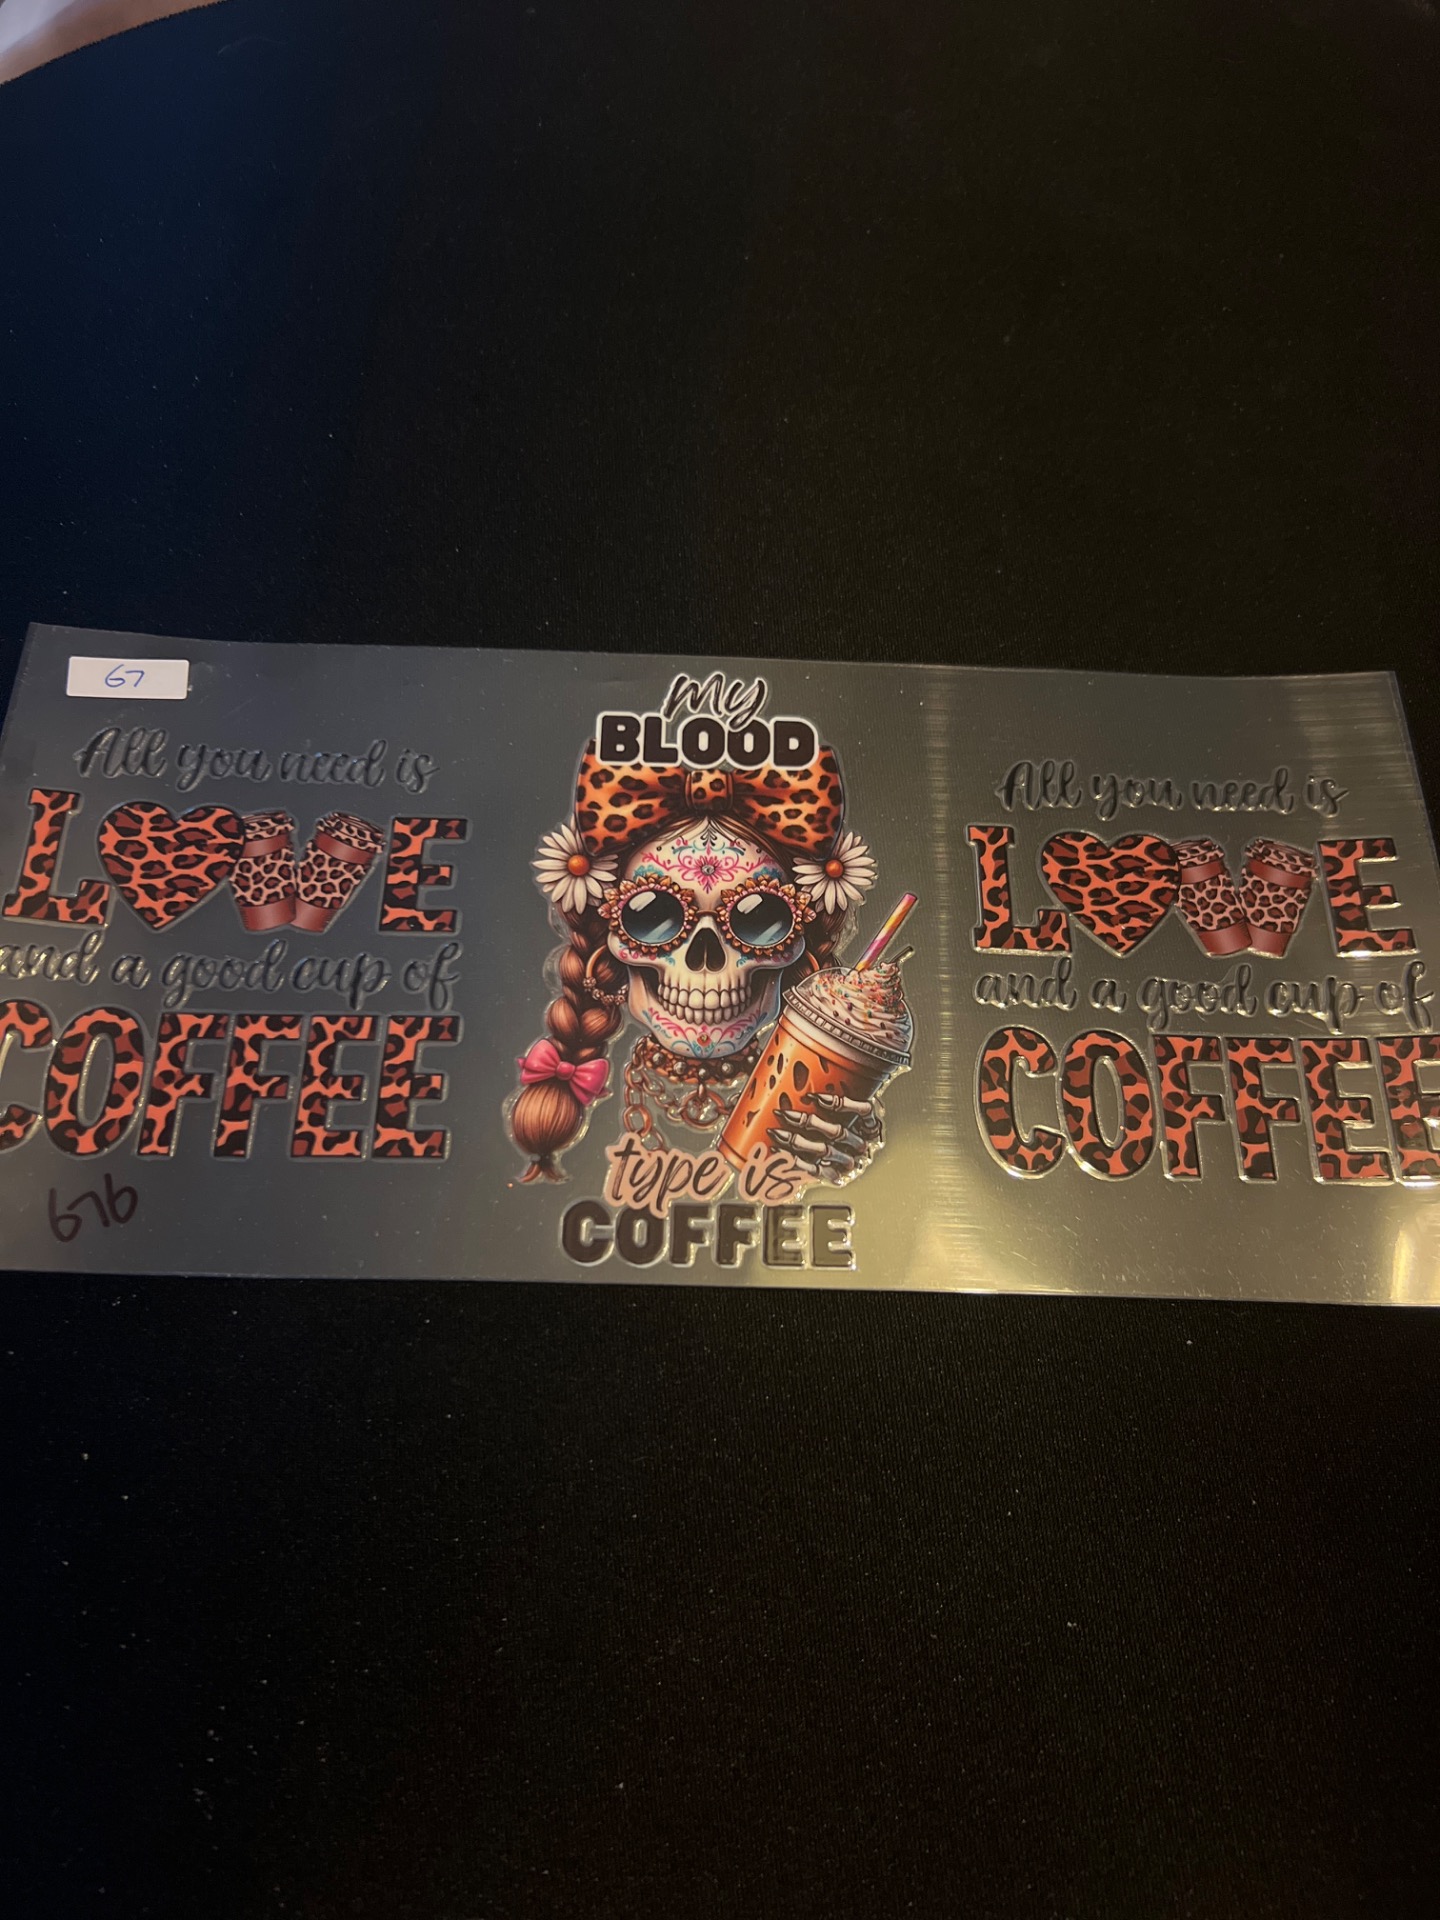 67
All you need is
LOVE
and a good cup of
COFFEE
676
my
BLOOD
type is
COFFEE
All you need is
LOVE
and a good cup of
COFFEE